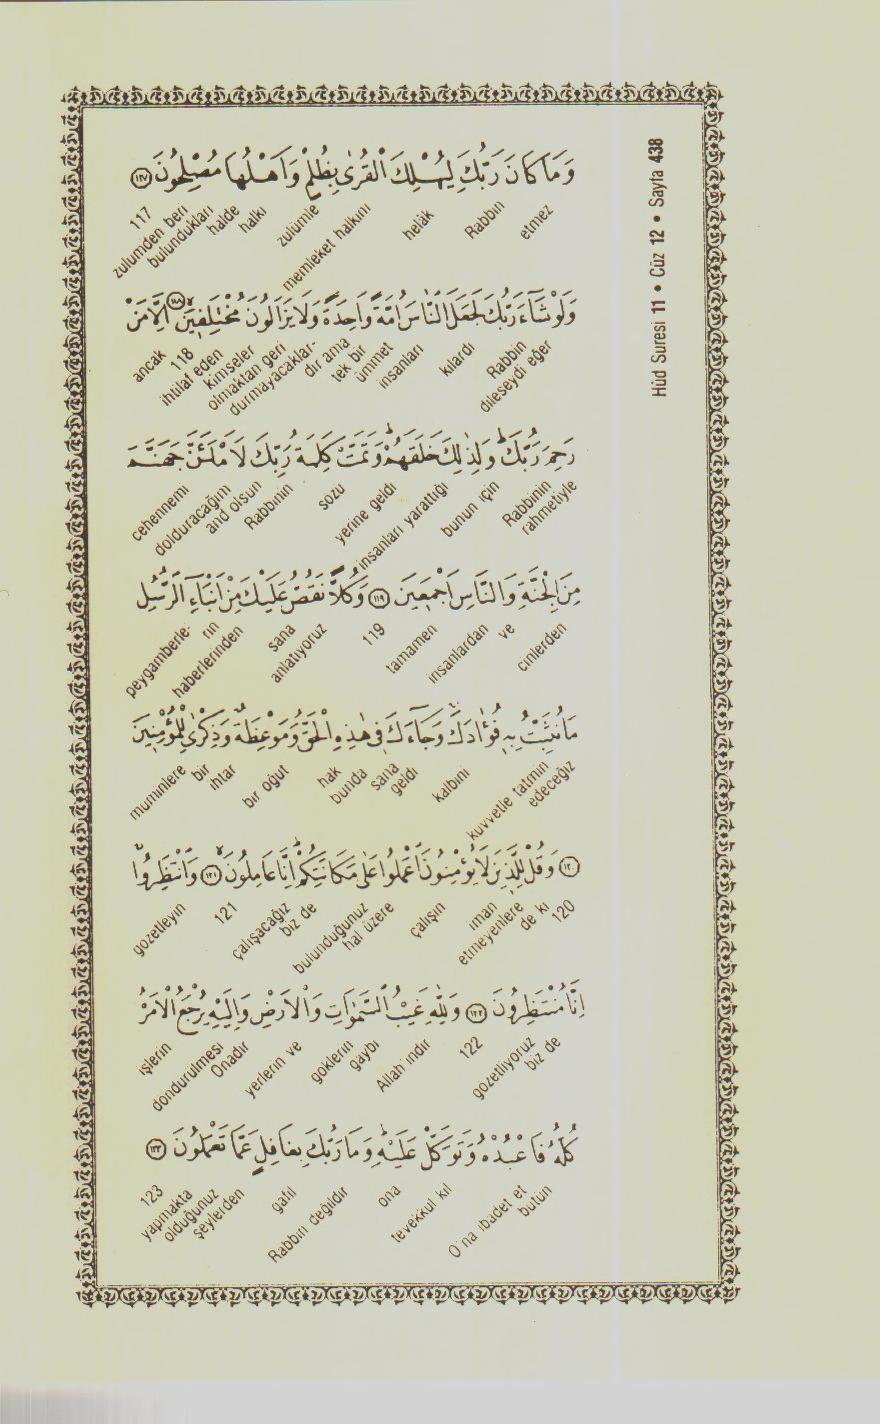 Hûd Suresi 11 • Cüz 12 • Sayfa 438
وَمَا كَانَ رَبُّكَ لِيُهْلِكَ الْقُرٰى بِظُلْمٍ وَاَهْلُهَا مُصْلِحُونَ ﴿١١٧﴾
etmez Rabbin helâk memleket halkını zulümle halkı halde bulundukları zulumden beri 117
وَلَوْ شَٓاءَ رَبُّكَ لَجَعَلَ النَّاسَ اُمَّةً وَاحِدَةً وَلَا يَزَالُونَ مُخْتَلِف۪ينَۙ ﴿١١٨﴾ اِلَّا مَنْ
dileseydi eğer Rabbin kılardı insanları ümmet tek bir dır ama durmayacaklar- olmaktan geri kimseler ihtilaf eden 118 ancak
رَحِمَ رَبُّكَۜ وَلِذٰلِكَ خَلَقَهُمْۜ وَتَمَّتْ كَلِمَةُ رَبِّكَ لَاَمْلَـَٔنَّ جَهَنَّمَ
rahmetiyle Rabbinin bunun için insanları yarattığı yerine geldi sözü Rabbinin and olsun dolduracağım cehennemi
مِنَ الْجِنَّةِ وَالنَّاسِ اَجْمَع۪ينَ ﴿١١٩﴾ وَكُلًّا نَقُصُّ عَلَيْكَ مِنْ اَنْبَٓاءِ الرُّسُلِ
cinlerden ve insanlardan tamamen 119 anlatıyoruz sana haberlerinden rin peygamberle-
مَا نُثَبِّتُ بِه۪ فُؤٰادَكَۚ وَجَٓاءَكَ ف۪ي هٰذِهِ الْحَقُّ وَمَوْعِظَةٌ وَذِكْرٰى لِلْمُؤْمِن۪ينَ
edeceğiz kuvvetle tatmin kalbini geldi sana bunda hak bir öğüt ihtar bir müminlere
﴿١٢٠﴾ وَقُلْ لِلَّذ۪ينَ لَا يُؤْمِنُونَ اعْمَلُوا عَلٰى مَكَانَتِكُمْۜ اِنَّا عَامِلُونَۙ ﴿١٢١﴾ وَانْتَظِرُواۚ
120 de ki etmeyenlere iman çalışın hal üzere bulunduğunuz biz de çalışacağız 121 gözetleyin
اِنَّا مُنْتَظِرُونَ ﴿١٢٢﴾ وَلِلّٰهِ غَيْبُ السَّمٰوَاتِ وَالْاَرْضِ وَاِلَيْهِ يُرْجَعُ الْاَمْرُ
biz de gözetliyoruz 122 Allah'ındır gaybı göklerin yerlerin ve Onadır döndürülmesi işlerin
كُلُّهُ فَاعْبُدْهُ وَتَوَكَّلْ عَلَيْهِۜ وَمَا رَبُّكَ بِغَافِلٍ عَمَّا تَعْمَلُونَ ﴿١٢٣﴾
bütün O'na ibadet et tevekkül kıl ona Rabbin değildir gafil şeylerden olduğunuz yapmakta 123